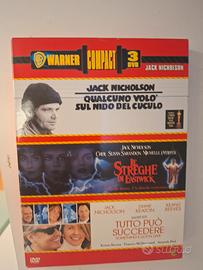 WARNER COMPACT 3 DVD JACK NICHOLSON
JACK NICHOLSON
QUALCUNO VOLÒ
SUL NIDO DEL CUCULO
JACK NICHOLSON
CHER SUSAN SARANDON MICHELLE PFEIFFER
LE STREGHE
DI EASTWICK
JACK NICHOLSON DIANE KEATON KEANU REEVES
TUTTO PUÒ
SUCCEDERE
DVD
Subito